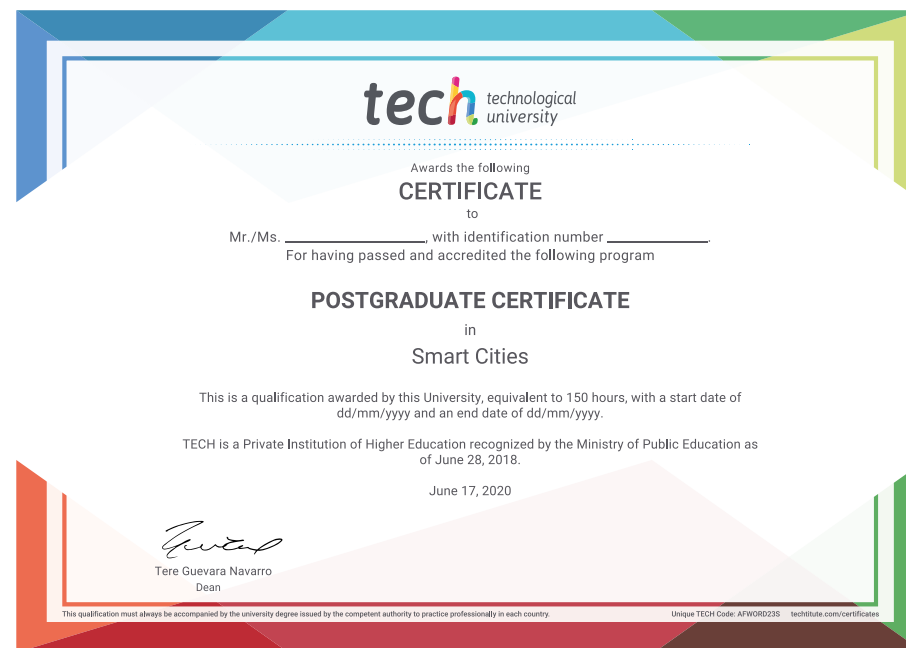 tech technological
university
Awards the following
CERTIFICATE
to
Mr./Ms. ____________________, with identification number ______________.
For having passed and accredited the following program
POSTGRADUATE CERTIFICATE
in
Smart Cities
This is a qualification awarded by this University, equivalent to 150 hours, with a start date of
dd/mm/yyyy and an end date of dd/mm/yyyy.
TECH is a Private Institution of Higher Education recognized by the Ministry of Public Education as
of June 28, 2018.
June 17, 2020
Tere Guevara Navarro
Dean
This qualification must always be accompanied by the university degree issued by the competent authority to practice professionally in each country. Unique TECH Code: AFWORD23S techtitute.com/certificates